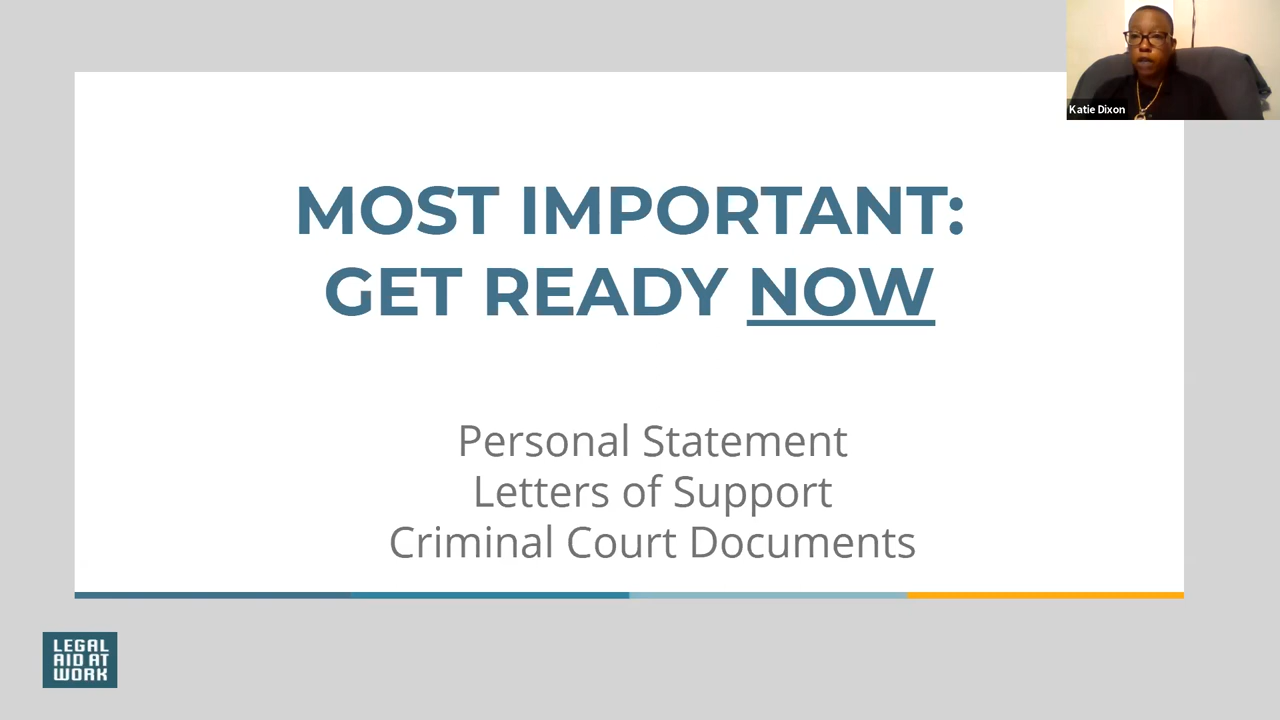 Katie Dixon
MOST IMPORTANT:
GET READY NOW
Personal Statement
Letters of Support
Criminal Court Documents
LEGAL
AID AT
WORK